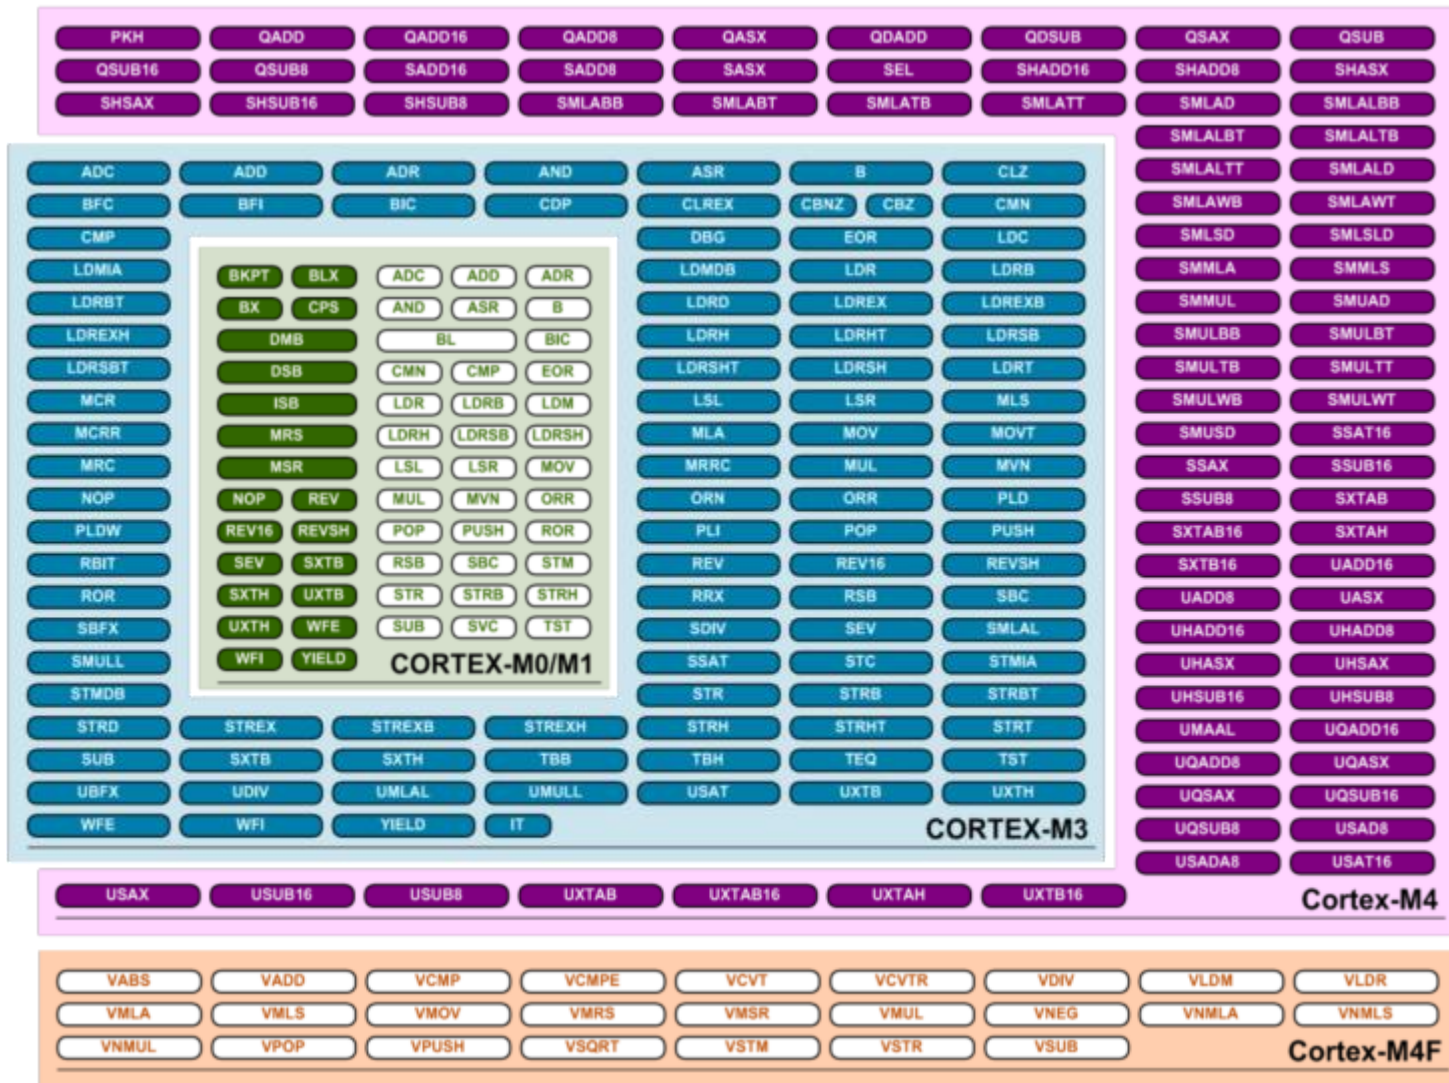 PKH QADD QADD16 QADD8 QASX QDADD QDSUB QSAX QSUB
QSUB16 QSUB8 SADD16 SADD8 SASX SEL SHADD16 SHADD8 SHASX
SHSAX SHSUB16 SHSUB8 SMLABB SMLABT SMLATB SMLATT SMLAD SMLALBB
SMLALBT SMLALTB
ADC ADD ADR AND ASR B CLZ SMLALTT SMLALD
BFC BFI BIC CDP CLREX CBNZ CBZ CMN SMLAWB SMLAWT
CMP DBG EOR LDC SMLSD SMLSLD
LDMIA BKPT BLX ADC ADD ADR LDMDB LDR LDRB SMMLA SMMLS
LDRBT BX CPS AND ASR B LDRD LDREX LDREXB SMMUL SMUAD
LDREXH DMB BL BIC LDRH LDRHT LDRSB SMULBB SMULBT
LDRSBT DSB CMN CMP EOR LDRSHT LDRSH LDRT SMULTB SMULTT
MCR ISB LDR LDRB LDM LSL LSR MLS SMULWB SMULWT
MCRR MRS LDRH LDRSB LDRSH MLA MOV MOVT SMUSD SSAT16
MRC MSR LSL LSR MOV MRRC MUL MVN SSAX SSUB16
NOP NOP REV MUL MVN ORR ORN ORR PLD SSUB8 SXTAB
PLDW REV16 REVSH POP PUSH ROR PLI POP PUSH SXTAB16 SXTAH
RBIT SEV SXTB RSB SBC STM REV REV16 REVSH SXTB16 UADD16
ROR SXTH UXTB STR STRB STRH RRX RSB SBC UADD8 UASX
SBFX UXTH WFE SUB SVC TST SDIV SEV SMLAL UHADD16 UHADD8
SMULL WFI YIELD CORTEX-M0/M1 SSAT STC STMIA UHASX UHSAX
STMDB STR STRB STRBT UHSUB16 UHSUB8
STRD STREX STREXB STREXH STRH STRHT STRT UMAAL UQADD16
SUB SXTB SXTH TBB TBH TEQ TST UQADD8 UQASX
UBFX UDIV UMLAL UMULL USAT UXTB UXTH UQSAX UQSUB16
WFE WFI YIELD IT CORTEX-M3 UQSUB8 USAD8
USADA8 USAT16
USAX USUB16 USUB8 UXTAB UXTAB16 UXTAH UXTB16 Cortex-M4
VABS VADD VCMP VCMPE VCVT VCVTR VDIV VLDM VLDR
VMLA VMLS VMOV VMRS VMSR VMUL VNEG VNMLA VNMLS
VNMUL VPOP VPUSH VSQRT VSTM VSTR VSUB Cortex-M4F